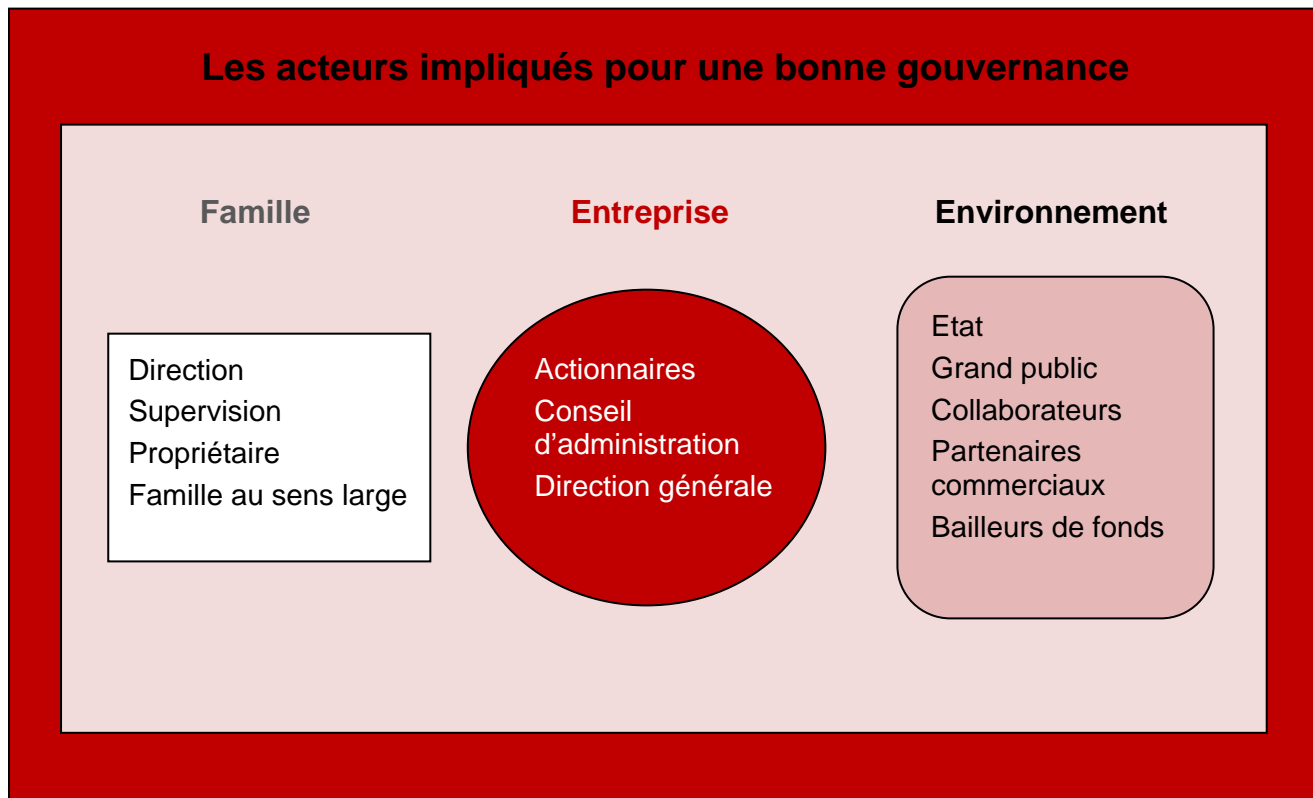 Les acteurs impliqués pour une bonne gouvernance
Famille
Direction
Supervision
Propriétaire
Famille au sens large
Entreprise
Actionnaires
Conseil
d’administration
Direction générale
Environnement
Etat
Grand public
Collaborateurs
Partenaires
commerciaux
Bailleurs de fonds